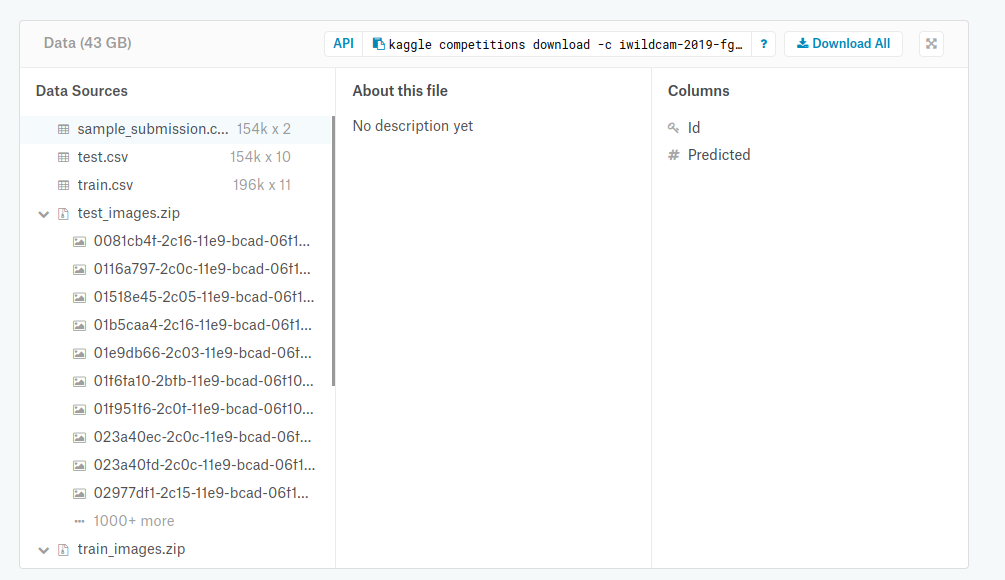 Data (43 GB)
API
kaggle competitions download -c iwildcam-2019-fg…
?
Download All
Data Sources
sample_submission.c... 154k x 2
test.csv 154k x 10
train.csv 196k x 11
test_images.zip
0081cb4f-2c16-11e9-bcad-06f1...
0116a797-2c0c-11e9-bcad-06f1...
01518e45-2c05-11e9-bcad-06f1...
01b5caa4-2c16-11e9-bcad-06f1...
01e9db66-2c03-11e9-bcad-06f...
01f6fa10-2bfb-11e9-bcad-06f10...
01f951f6-2c0f-11e9-bcad-06f10...
023a40ec-2c0c-11e9-bcad-06f...
023a40fd-2c0c-11e9-bcad-06f1...
02977df1-2c15-11e9-bcad-06f1...
1000+ more
train_images.zip
About this file
No description yet
Columns
Id
# Predicted